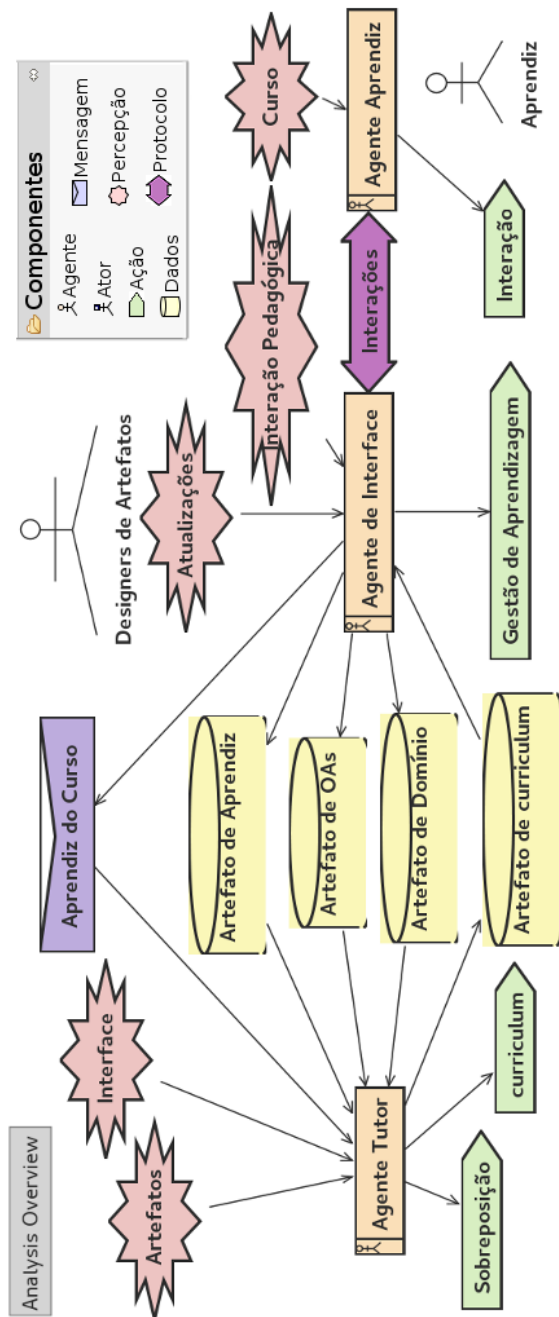 Analysis Overview
Componentes
Agente
Mensagem
Ator
Percepção
Ação
Protocolo
Dados
Artefatos
Interface
Aprendiz do Curso
Designers de Artefatos
Atualizações
Interação Pedagógica
Curso
Artefato de Aprendiz
Artefato de OAs
Artefato de Domínio
Artefato de curriculum
Agente Tutor
Agente de Interface
Interações
Agente Aprendiz
Aprendiz
Sobreposição
curriculum
Gestão de Aprendizagem
Interação